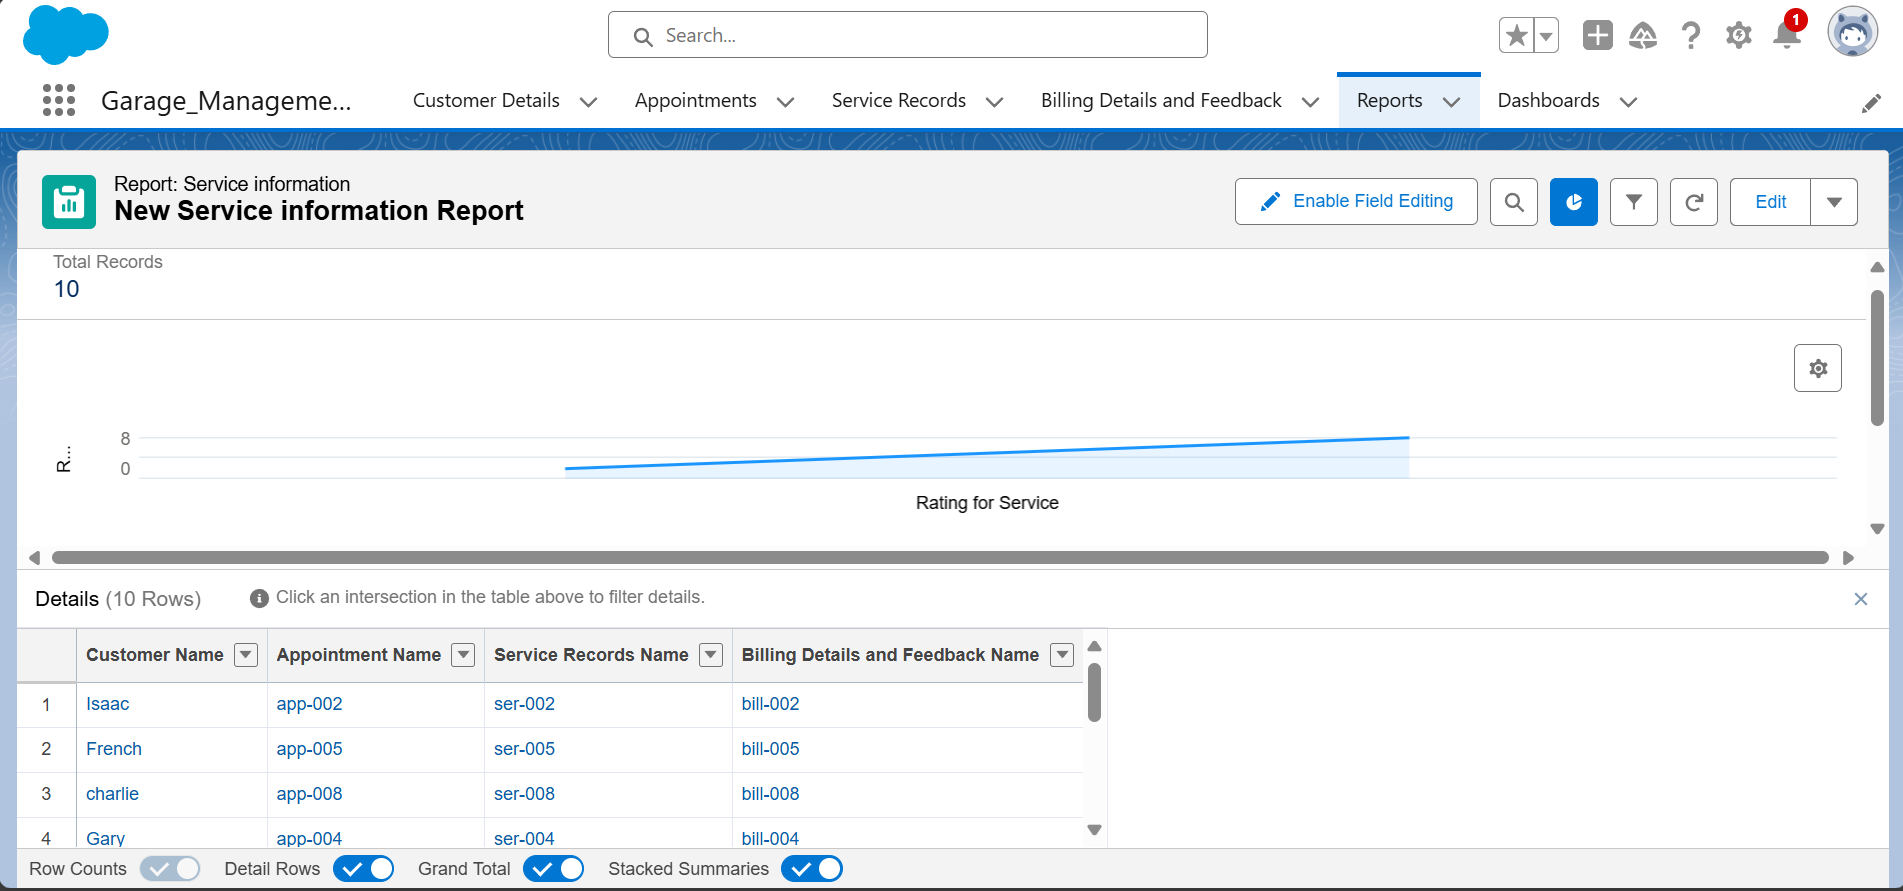 Search...
1
Garage_Manageme...
Customer Details
Appointments
Service Records
Billing Details and Feedback
Reports
Dashboards
Report: Service information
New Service information Report
Enable Field Editing
Edit
Total Records
10
R...
8
0
Rating for Service
Details (10 Rows)
Click an intersection in the table above to filter details.
Customer Name Appointment Name Service Records Name Billing Details and Feedback Name
1 Isaac app-002 ser-002 bill-002
2 French app-005 ser-005 bill-005
3 charlie app-008 ser-008 bill-008
4 Gary app-004 ser-004 bill-004
Row Counts Detail Rows Grand Total Stacked Summaries